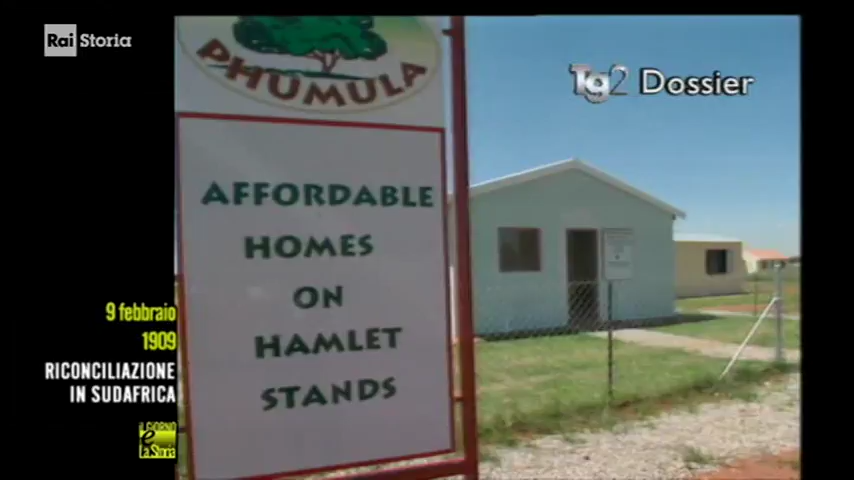 Rai Storia
Tg2 Dossier
PHUMULA
AFFORDABLE
HOMES
ON
HAMLET
STANDS
9 febbraio
1909
RICONCILIAZIONE
IN SUDAFRICA
IL GIORNO
e
La Storia